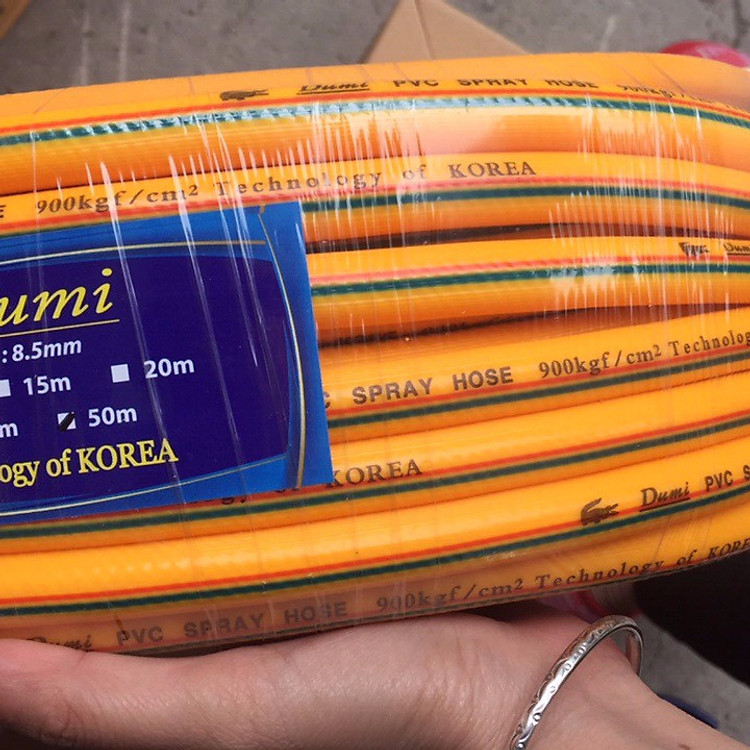 Dumi PVC SPRAY HOSE
900kgf/cm² Technology of KOREA
umi
: 8.5mm
15m 20m
m 50m
ogy of KOREA
SPRAY HOSE 900kgf/cm² Technology
KOREA
Dumi PVC S
Dumi PVC SPRAY HOSE 900kgf/cm² Technology of KORE